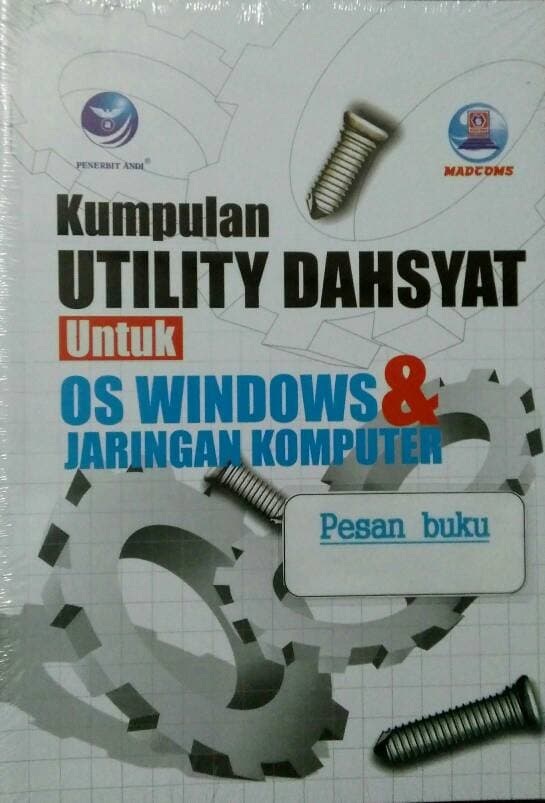 PENERBIT ANDI®
MADCOMS
Kumpulan
UTILITY DAHSYAT
Untuk
OS WINDOWS &
JARINGAN KOMPUTER
Pesan buku